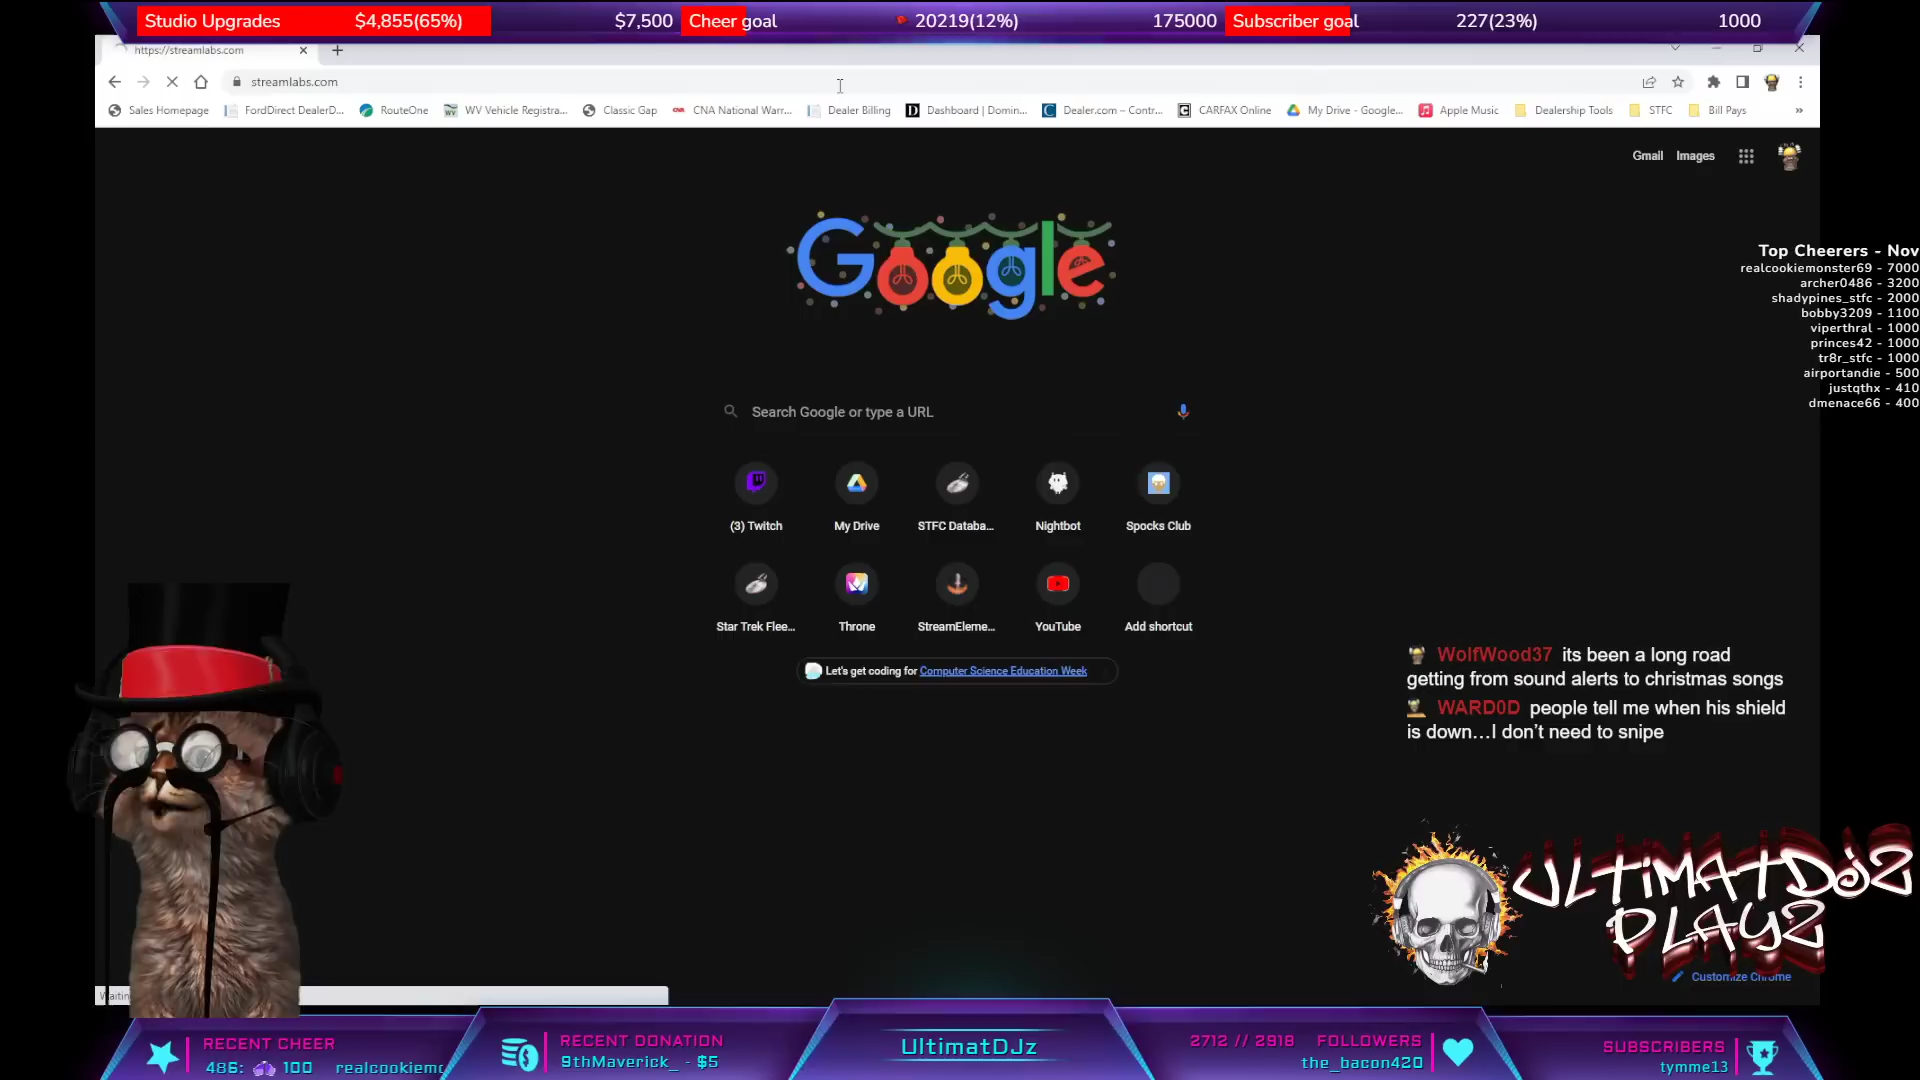 Studio Upgrades $4,855(65%) $7,500 Cheer goal 20219(12%) 175000 Subscriber goal 227(23%) 1000
https://streamlabs.com
streamlabs.com
Sales Homepage FordDirect DealerD... RouteOne WV Vehicle Registra... Classic Gap CNA National Warr... Dealer Billing Dashboard | Domin... Dealer.com – Contr... CARFAX Online My Drive - Google... Apple Music Dealership Tools STFC Bill Pays »
Gmail Images
Google
Search Google or type a URL
(3) Twitch My Drive STFC Databa... Nightbot Spocks Club
Star Trek Flee... Throne StreamEleme... YouTube Add shortcut
Let's get coding for Computer Science Education Week
Top Cheerers - Nov
realcookiemonster69 - 7000
archer0486 - 3200
shadypines_stfc - 2000
bobby3209 - 1100
viperthral - 1000
princes42 - 1000
tr8r_stfc - 1000
airportandie - 500
justqthx - 410
dmenace66 - 400
WolfWood37 its been a long road
getting from sound alerts to christmas songs
WARD0D people tell me when his shield
is down…I don't need to snipe
ULTIMATDJZ
PLAYZ
Customize Chrome
RECENT CHEER
486: 100 realcookiemo
RECENT DONATION
9thMaverick_ - $5
UltimatDJz
2712 // 2918 FOLLOWERS
the_bacon420
SUBSCRIBERS
tymme13